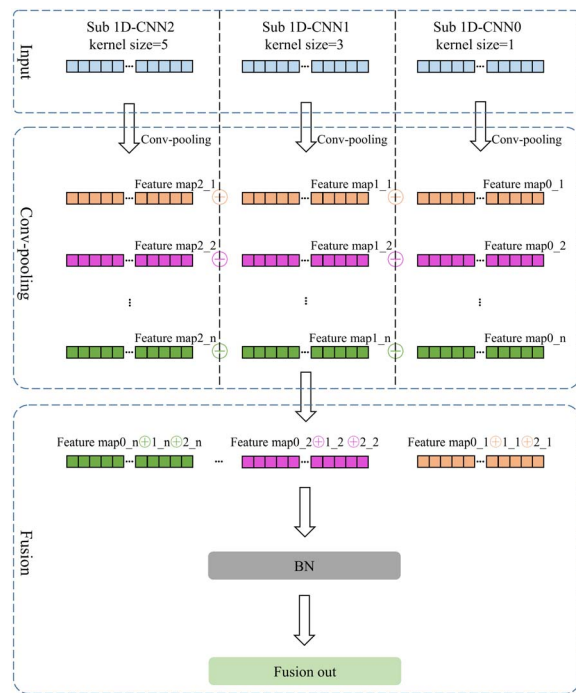 Input
Sub 1D-CNN2
kernel size=5
Sub 1D-CNN1
kernel size=3
Sub 1D-CNN0
kernel size=1
...
...
...
Conv-pooling
Conv-pooling
Conv-pooling
Conv-pooling
Feature map2_1
Feature map1_1
Feature map0_1
Feature map2_2
Feature map1_2
Feature map0_2
Feature map2_n
Feature map1_n
Feature map0_n
Fusion
Feature map0_n⊕1_n⊕2_n
...
Feature map0_2⊕1_2⊕2_2
Feature map0_1⊕1_1⊕2_1
BN
Fusion out